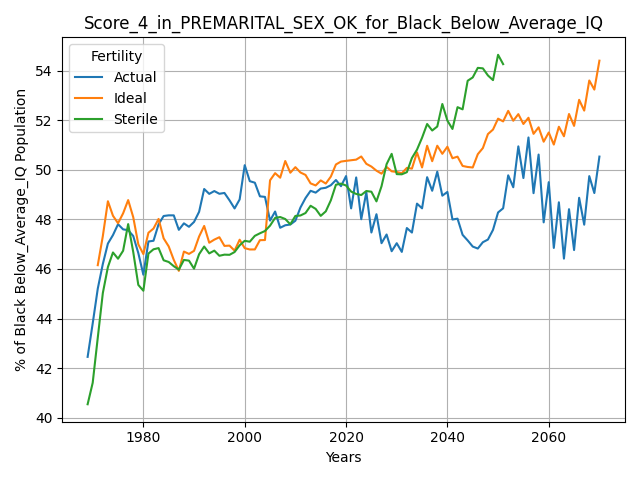 Score_4_in_PREMARITAL_SEX_OK_for_Black_Below_Average_IQ
Fertility
Actual
Ideal
Sterile
% of Black Below_Average_IQ Population
54
52
50
48
46
44
42
40
1980
2000
2020
2040
2060
Years